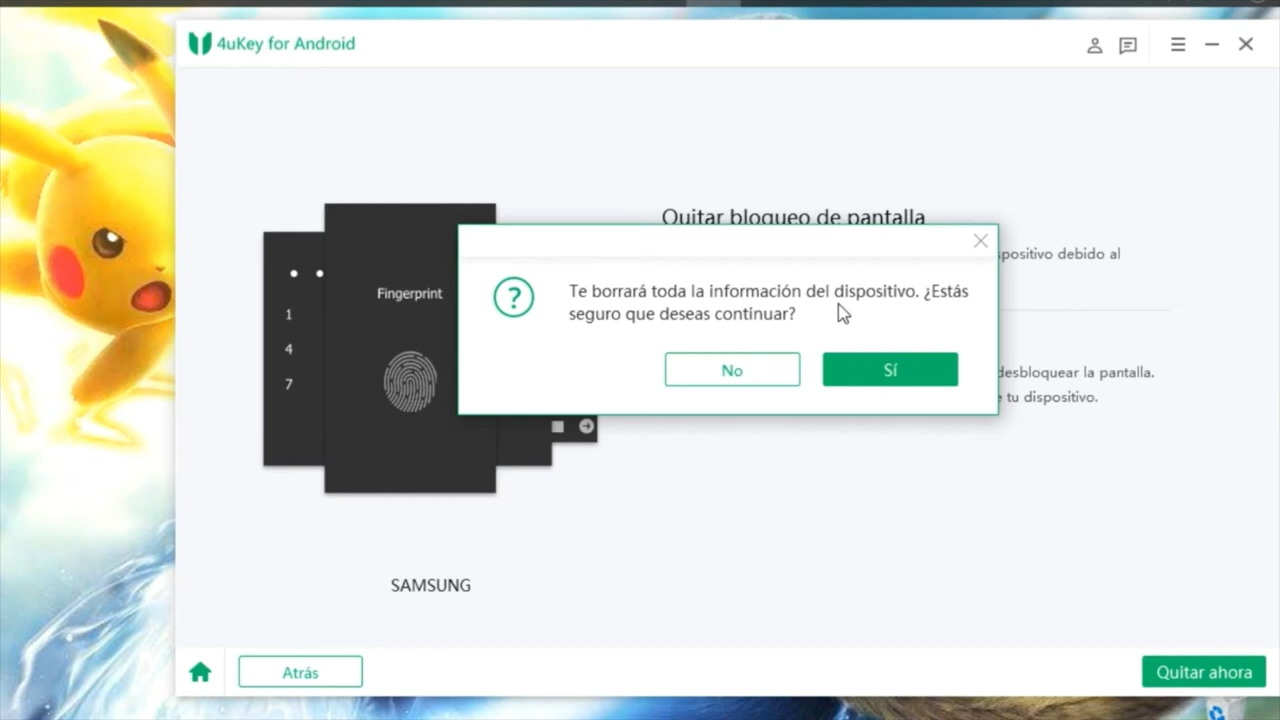 4uKey for Android
Quitar bloqueo de pantalla
spositivo debido al
Te borrará toda la información del dispositivo. ¿Estás
seguro que deseas continuar?
No
Sí
desbloquear la pantalla.
tu dispositivo.
Fingerprint
1
4
7
SAMSUNG
Atrás
Quitar ahora